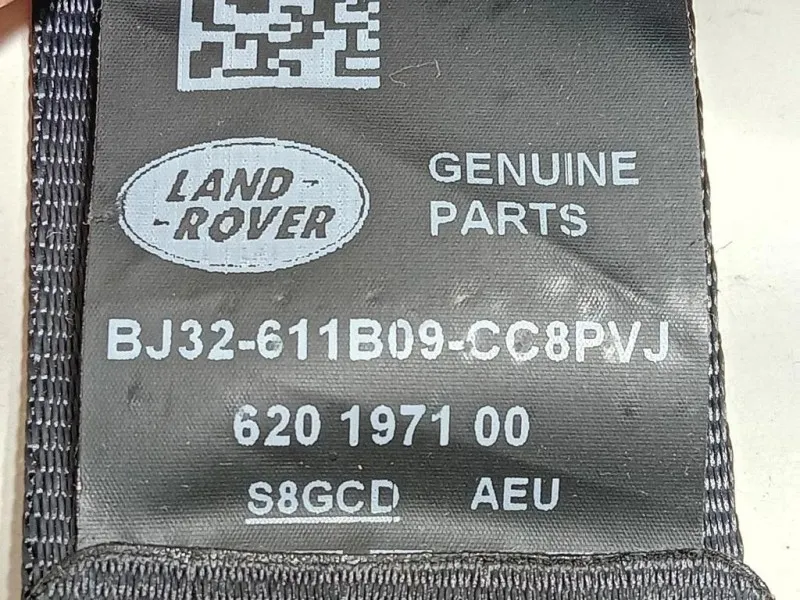 LAND-
-ROVER
GENUINE
PARTS
BJ32-611B09-CC8PVJ
620 1971 00
S8GCD AEU